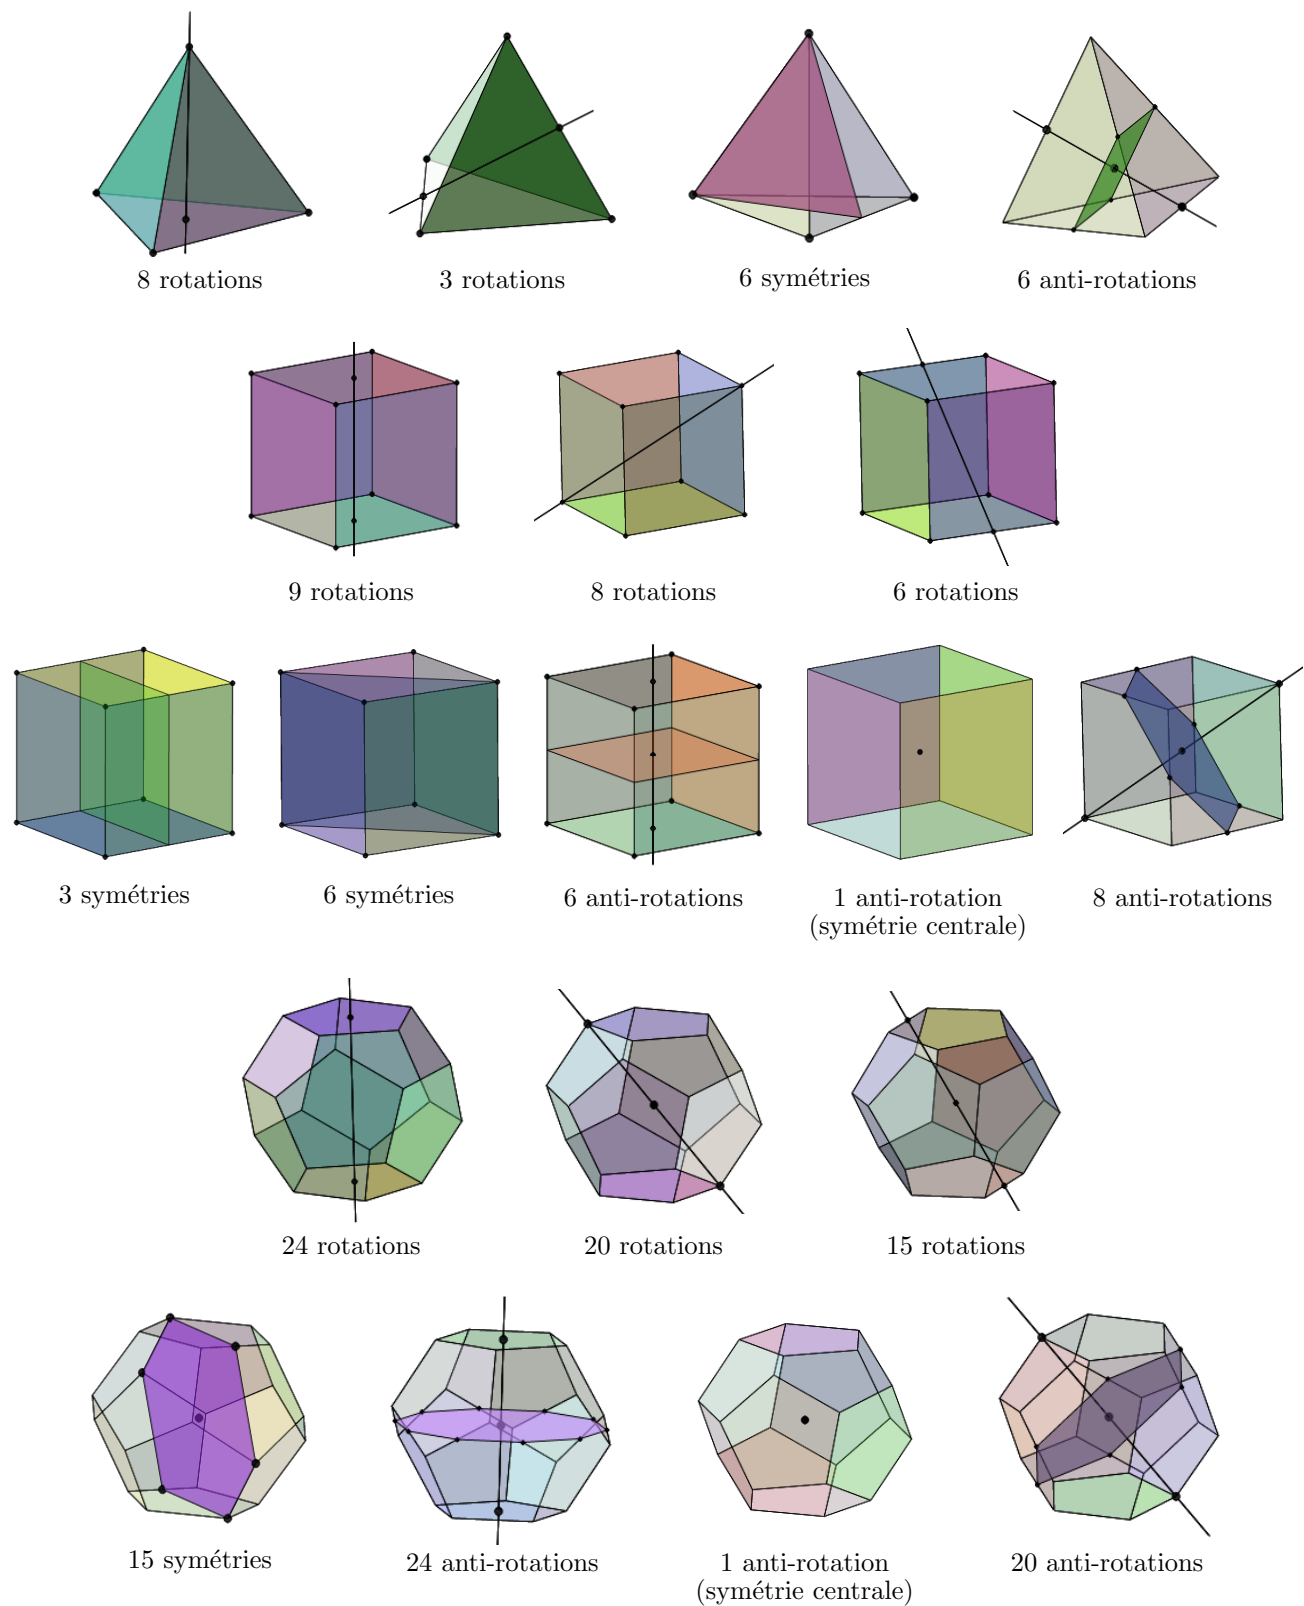 8 rotations
3 rotations
6 symétries
6 anti-rotations
9 rotations
8 rotations
6 rotations
3 symétries
6 symétries
6 anti-rotations
1 anti-rotation
(symétrie centrale)
8 anti-rotations
24 rotations
20 rotations
15 rotations
15 symétries
24 anti-rotations
1 anti-rotation
(symétrie centrale)
20 anti-rotations